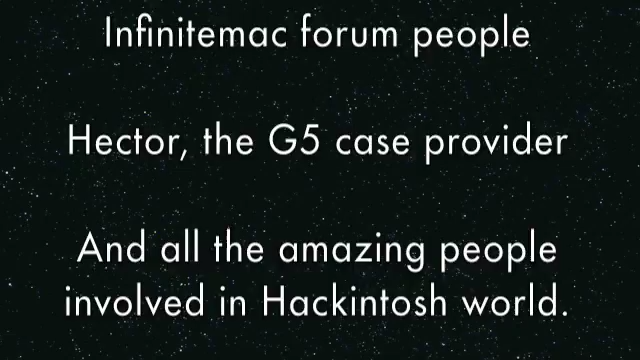 Infinitemac forum people
Hector, the G5 case provider
And all the amazing people
involved in Hackintosh world.